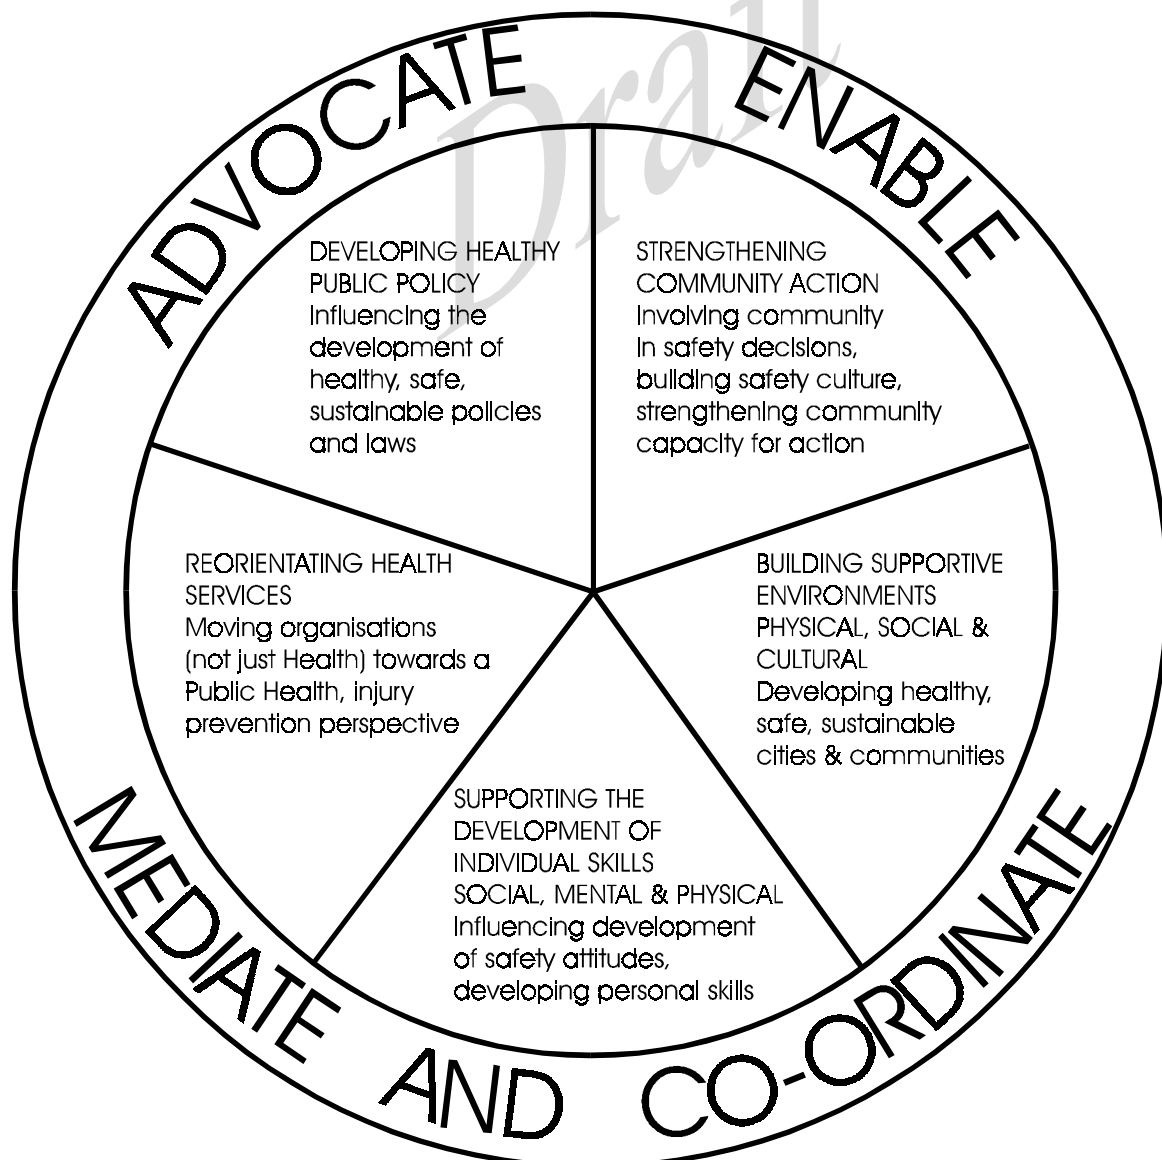 ADVOCATE
ENABLE
Draft
DEVELOPING HEALTHY
PUBLIC POLICY
Influencing the
development of
healthy, safe,
sustainable policies
and laws
STRENGTHENING
COMMUNITY ACTION
Involving community
in safety decisions,
building safety culture,
strengthening community
capacity for action
REORIENTATING HEALTH
SERVICES
Moving organisations
(not just Health) towards a
Public Health, injury
prevention perspective
BUILDING SUPPORTIVE
ENVIRONMENTS
PHYSICAL, SOCIAL &
CULTURAL
Developing healthy,
safe, sustainable
cities & communities
SUPPORTING THE
DEVELOPMENT OF
INDIVIDUAL SKILLS
SOCIAL, MENTAL & PHYSICAL
Influencing development
of safety attitudes,
developing personal skills
MEDIATE AND CO-ORDINATE